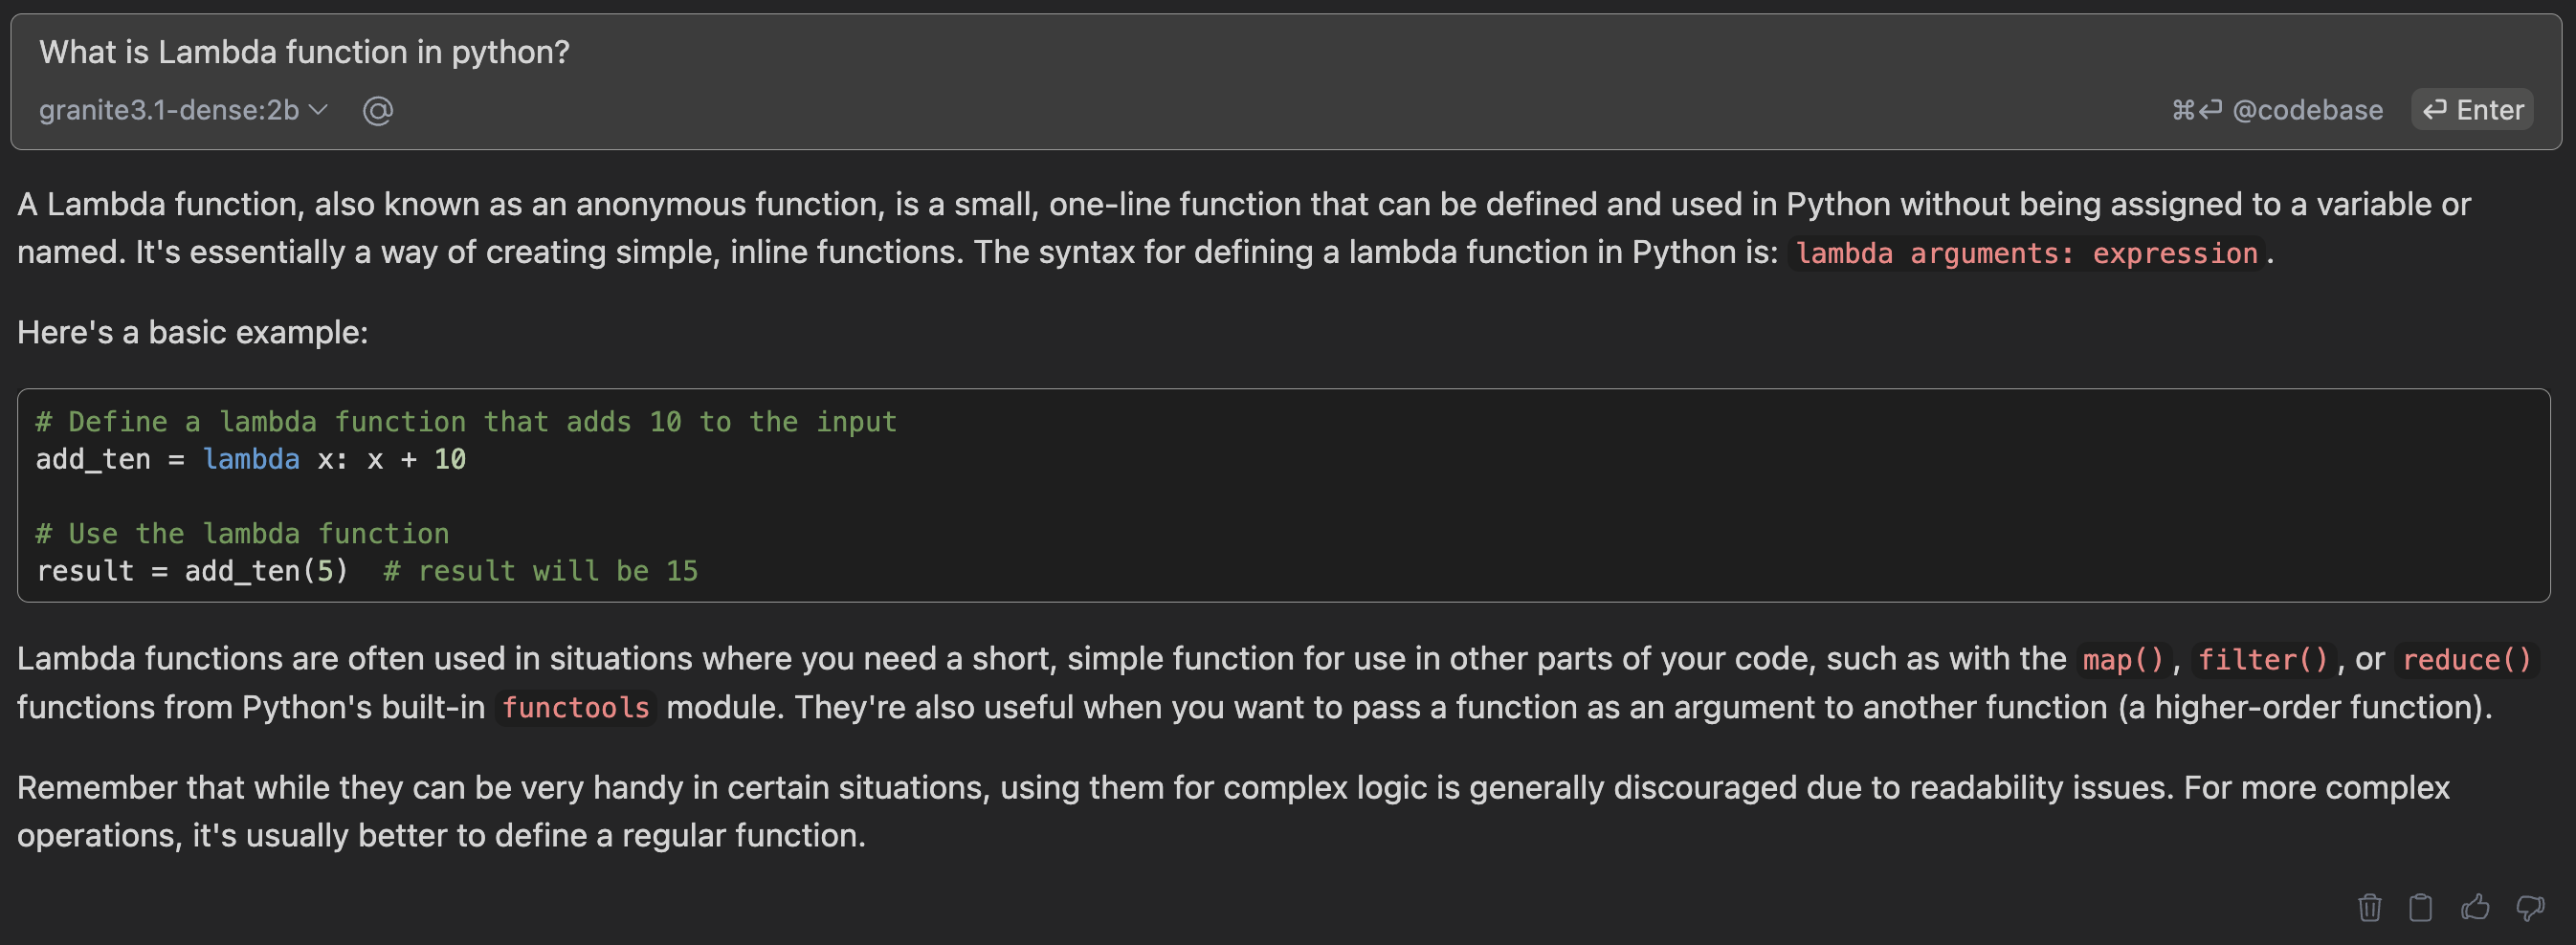 What is Lambda function in python?
granite3.1-dense:2b @ ⌘⏎ @codebase ⏎ Enter
A Lambda function, also known as an anonymous function, is a small, one-line function that can be defined and used in Python without being assigned to a variable or
named. It's essentially a way of creating simple, inline functions. The syntax for defining a lambda function in Python is: lambda arguments: expression.
Here's a basic example:
# Define a lambda function that adds 10 to the input
add_ten = lambda x: x + 10
# Use the lambda function
result = add_ten(5)  # result will be 15
Lambda functions are often used in situations where you need a short, simple function for use in other parts of your code, such as with the map(), filter(), or reduce()
functions from Python's built-in functools module. They're also useful when you want to pass a function as an argument to another function (a higher-order function).
Remember that while they can be very handy in certain situations, using them for complex logic is generally discouraged due to readability issues. For more complex
operations, it's usually better to define a regular function.